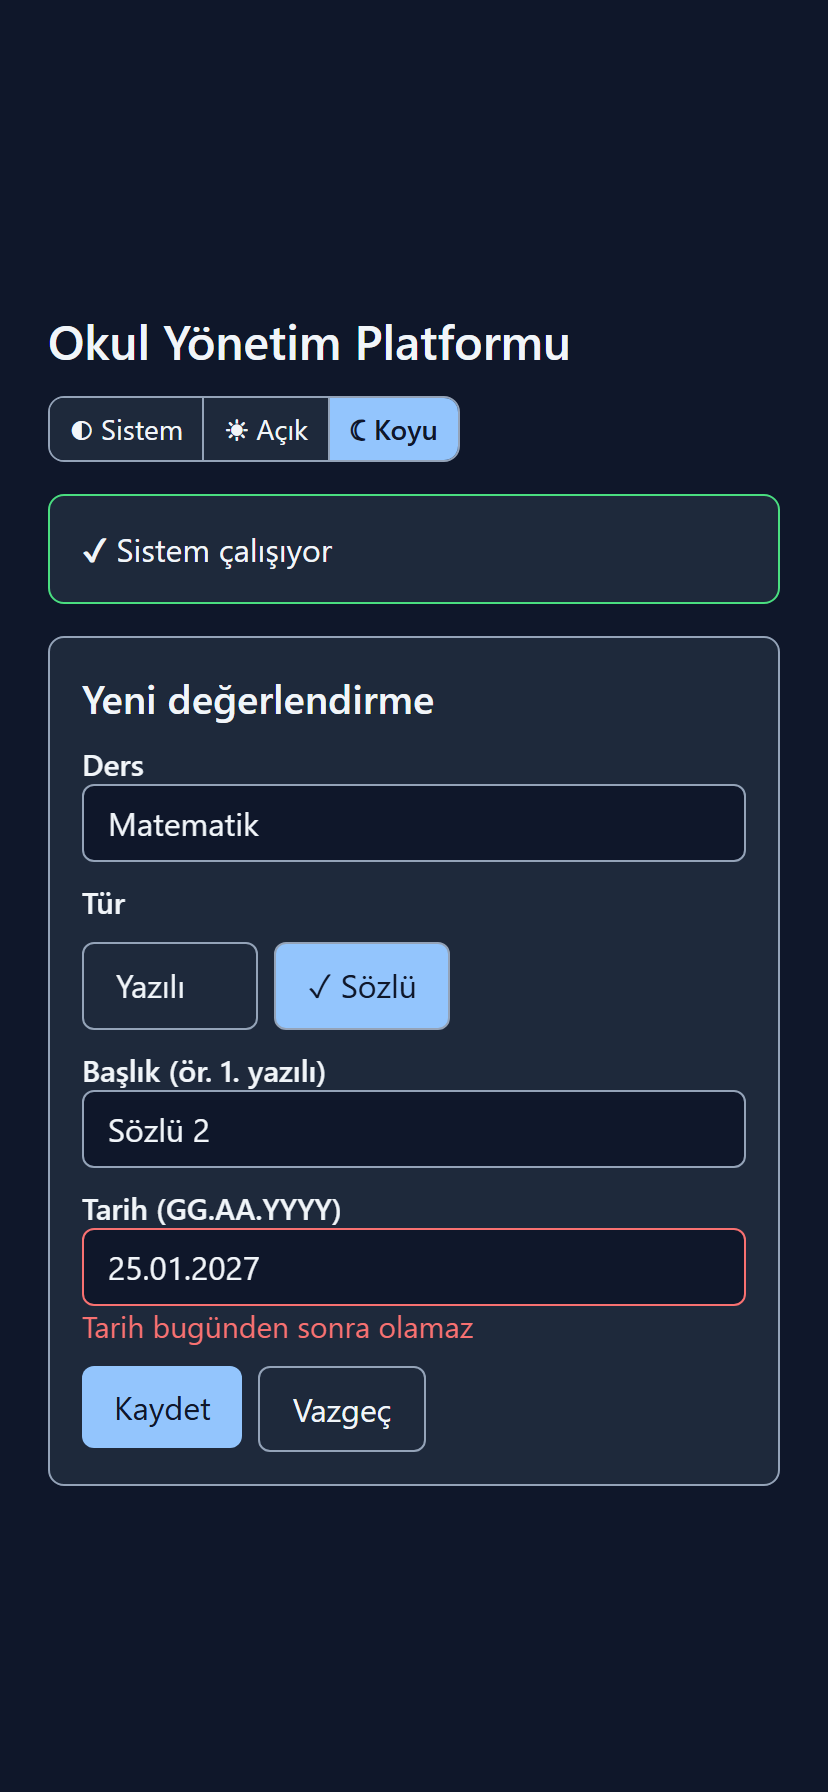 Okul Yönetim Platformu
◐ Sistem ☀ Açık ☾ Koyu
✓ Sistem çalışıyor
Yeni değerlendirme
Ders
Matematik
Tür
Yazılı ✓ Sözlü
Başlık (ör. 1. yazılı)
Sözlü 2
Tarih (GG.AA.YYYY)
25.01.2027
Tarih bugünden sonra olamaz
Kaydet Vazgeç